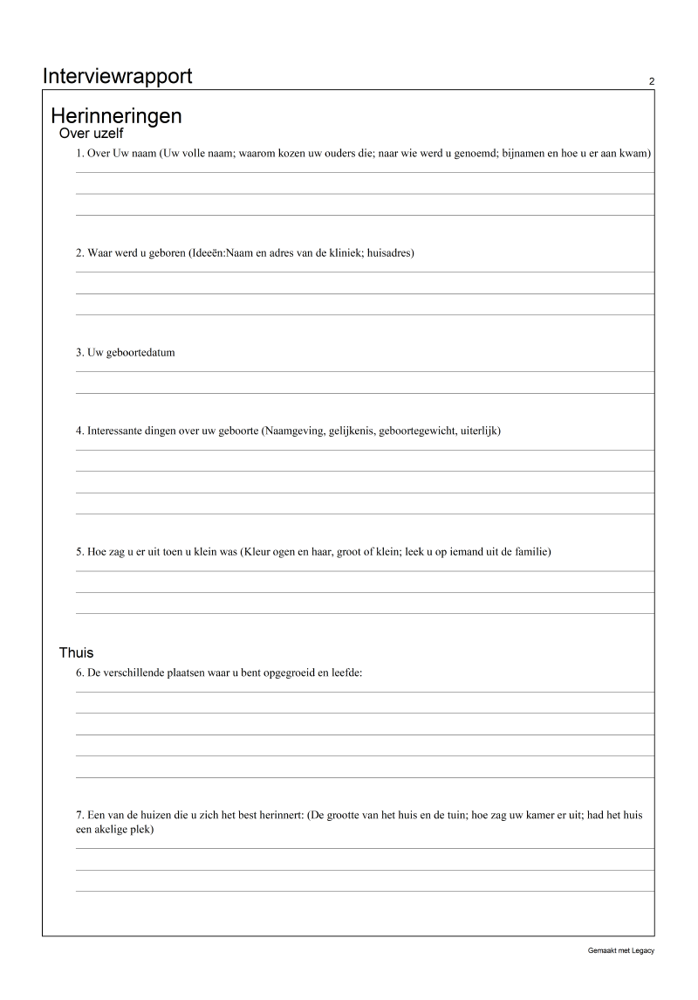 Interviewrapport
2
Herinneringen
Over uzelf
1. Over Uw naam (Uw volle naam; waarom kozen uw ouders die; naar wie werd u genoemd; bijnamen en hoe u er aan kwam)
2. Waar werd u geboren (Ideeën:Naam en adres van de kliniek; huisadres)
3. Uw geboortedatum
4. Interessante dingen over uw geboorte (Naamgeving, gelijkenis, geboortegewicht, uiterlijk)
5. Hoe zag u er uit toen u klein was (Kleur ogen en haar, groot of klein; leek u op iemand uit de familie)
Thuis
6. De verschillende plaatsen waar u bent opgegroeid en leefde:
7. Een van de huizen die u zich het best herinnert: (De grootte van het huis en de tuin; hoe zag uw kamer er uit; had het huis
een akelige plek)
Gemaakt met Legacy